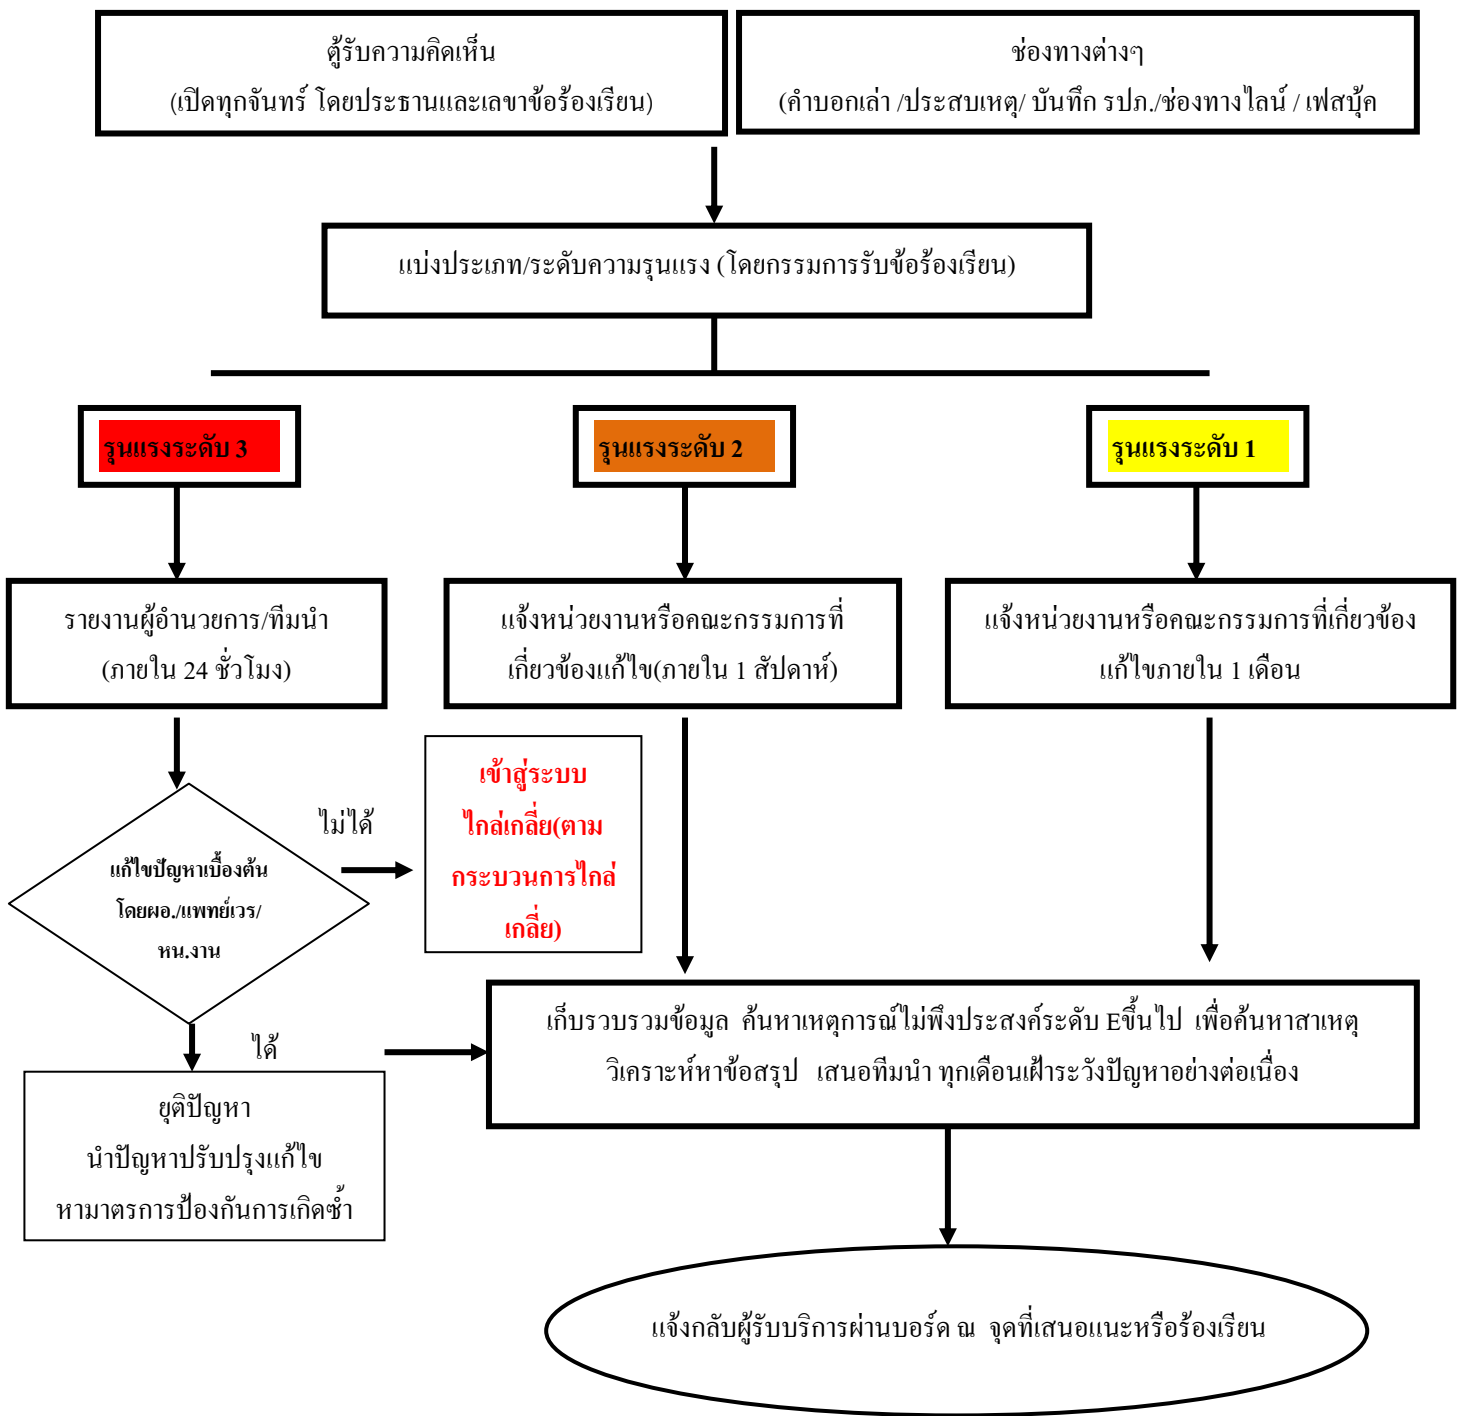 ตู้รับความคิดเห็น
(เปิดทุกจันทร์ โดยประธานและเลขาข้อร้องเรียน)
ช่องทางต่างๆ
(คำบอกเล่า /ประสบเหตุ/ บันทึก รปภ./ช่องทางไลน์ / เฟสบุ้ค
แบ่งประเภท/ระดับความรุนแรง (โดยกรรมการรับข้อร้องเรียน)
รุนแรงระดับ 3
รุนแรงระดับ 2
รุนแรงระดับ 1
รายงานผู้อำนวยการ/ทีมนำ
(ภายใน 24 ชั่วโมง)
แจ้งหน่วยงานหรือคณะกรรมการที่
เกี่ยวข้องแก้ไข(ภายใน 1 สัปดาห์)
แจ้งหน่วยงานหรือคณะกรรมการที่เกี่ยวข้อง
แก้ไขภายใน 1 เดือน
แก้ไขปัญหาเบื้องต้น
โดยผอ./แพทย์เวร/
หน.งาน
ไม่ได้
เข้าสู่ระบบ
ไกล่เกลี่ย(ตาม
กระบวนการไกล่
เกลี่ย)
ได้
ยุติปัญหา
นำปัญหาปรับปรุงแก้ไข
หามาตรการป้องกันการเกิดซ้ำ
เก็บรวบรวมข้อมูล ค้นหาเหตุการณ์ไม่พึงประสงค์ระดับ Eขึ้นไป เพื่อค้นหาสาเหตุ
วิเคราะห์หาข้อสรุป เสนอทีมนำ ทุกเดือนเฝ้าระวังปัญหาอย่างต่อเนื่อง
แจ้งกลับผู้รับบริการผ่านบอร์ด ณ จุดที่เสนอแนะหรือร้องเรียน